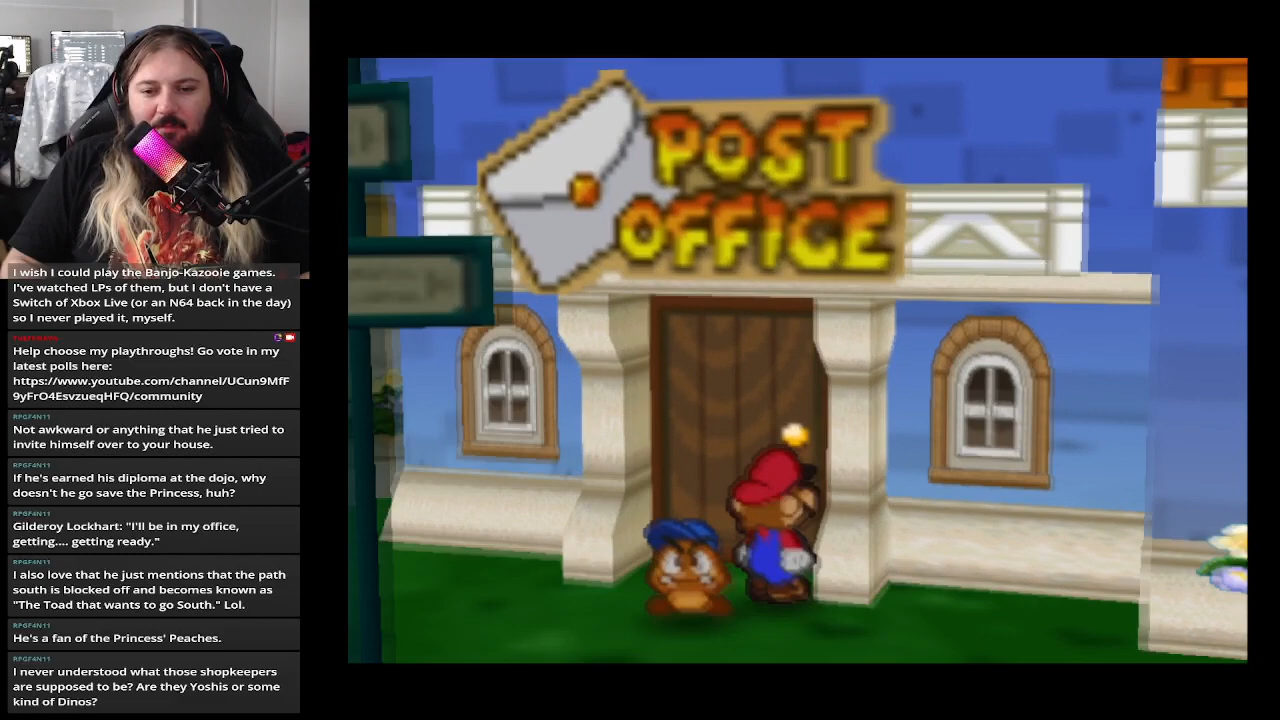 I wish I could play the Banjo-Kazooie games.
I've watched LPs of them, but I don't have a
Switch of Xbox Live (or an N64 back in the day)
so I never played it, myself.
Help choose my playthroughs! Go vote in my
latest polls here:
https://www.youtube.com/channel/UCun9MfF
9yFrO4EsvzueqHFQ/community
RPGF4N11
Not awkward or anything that he just tried to
invite himself over to your house.
RPGF4N11
If he's earned his diploma at the dojo, why
doesn't he go save the Princess, huh?
RPGF4N11
Gilderoy Lockhart: "I'll be in my office,
getting.... getting ready."
RPGF4N11
I also love that he just mentions that the path
south is blocked off and becomes known as
"The Toad that wants to go South." Lol.
RPGF4N11
He's a fan of the Princess' Peaches.
RPGF4N11
I never understood what those shopkeepers
are supposed to be? Are they Yoshis or some
kind of Dinos?
POST
OFFICE